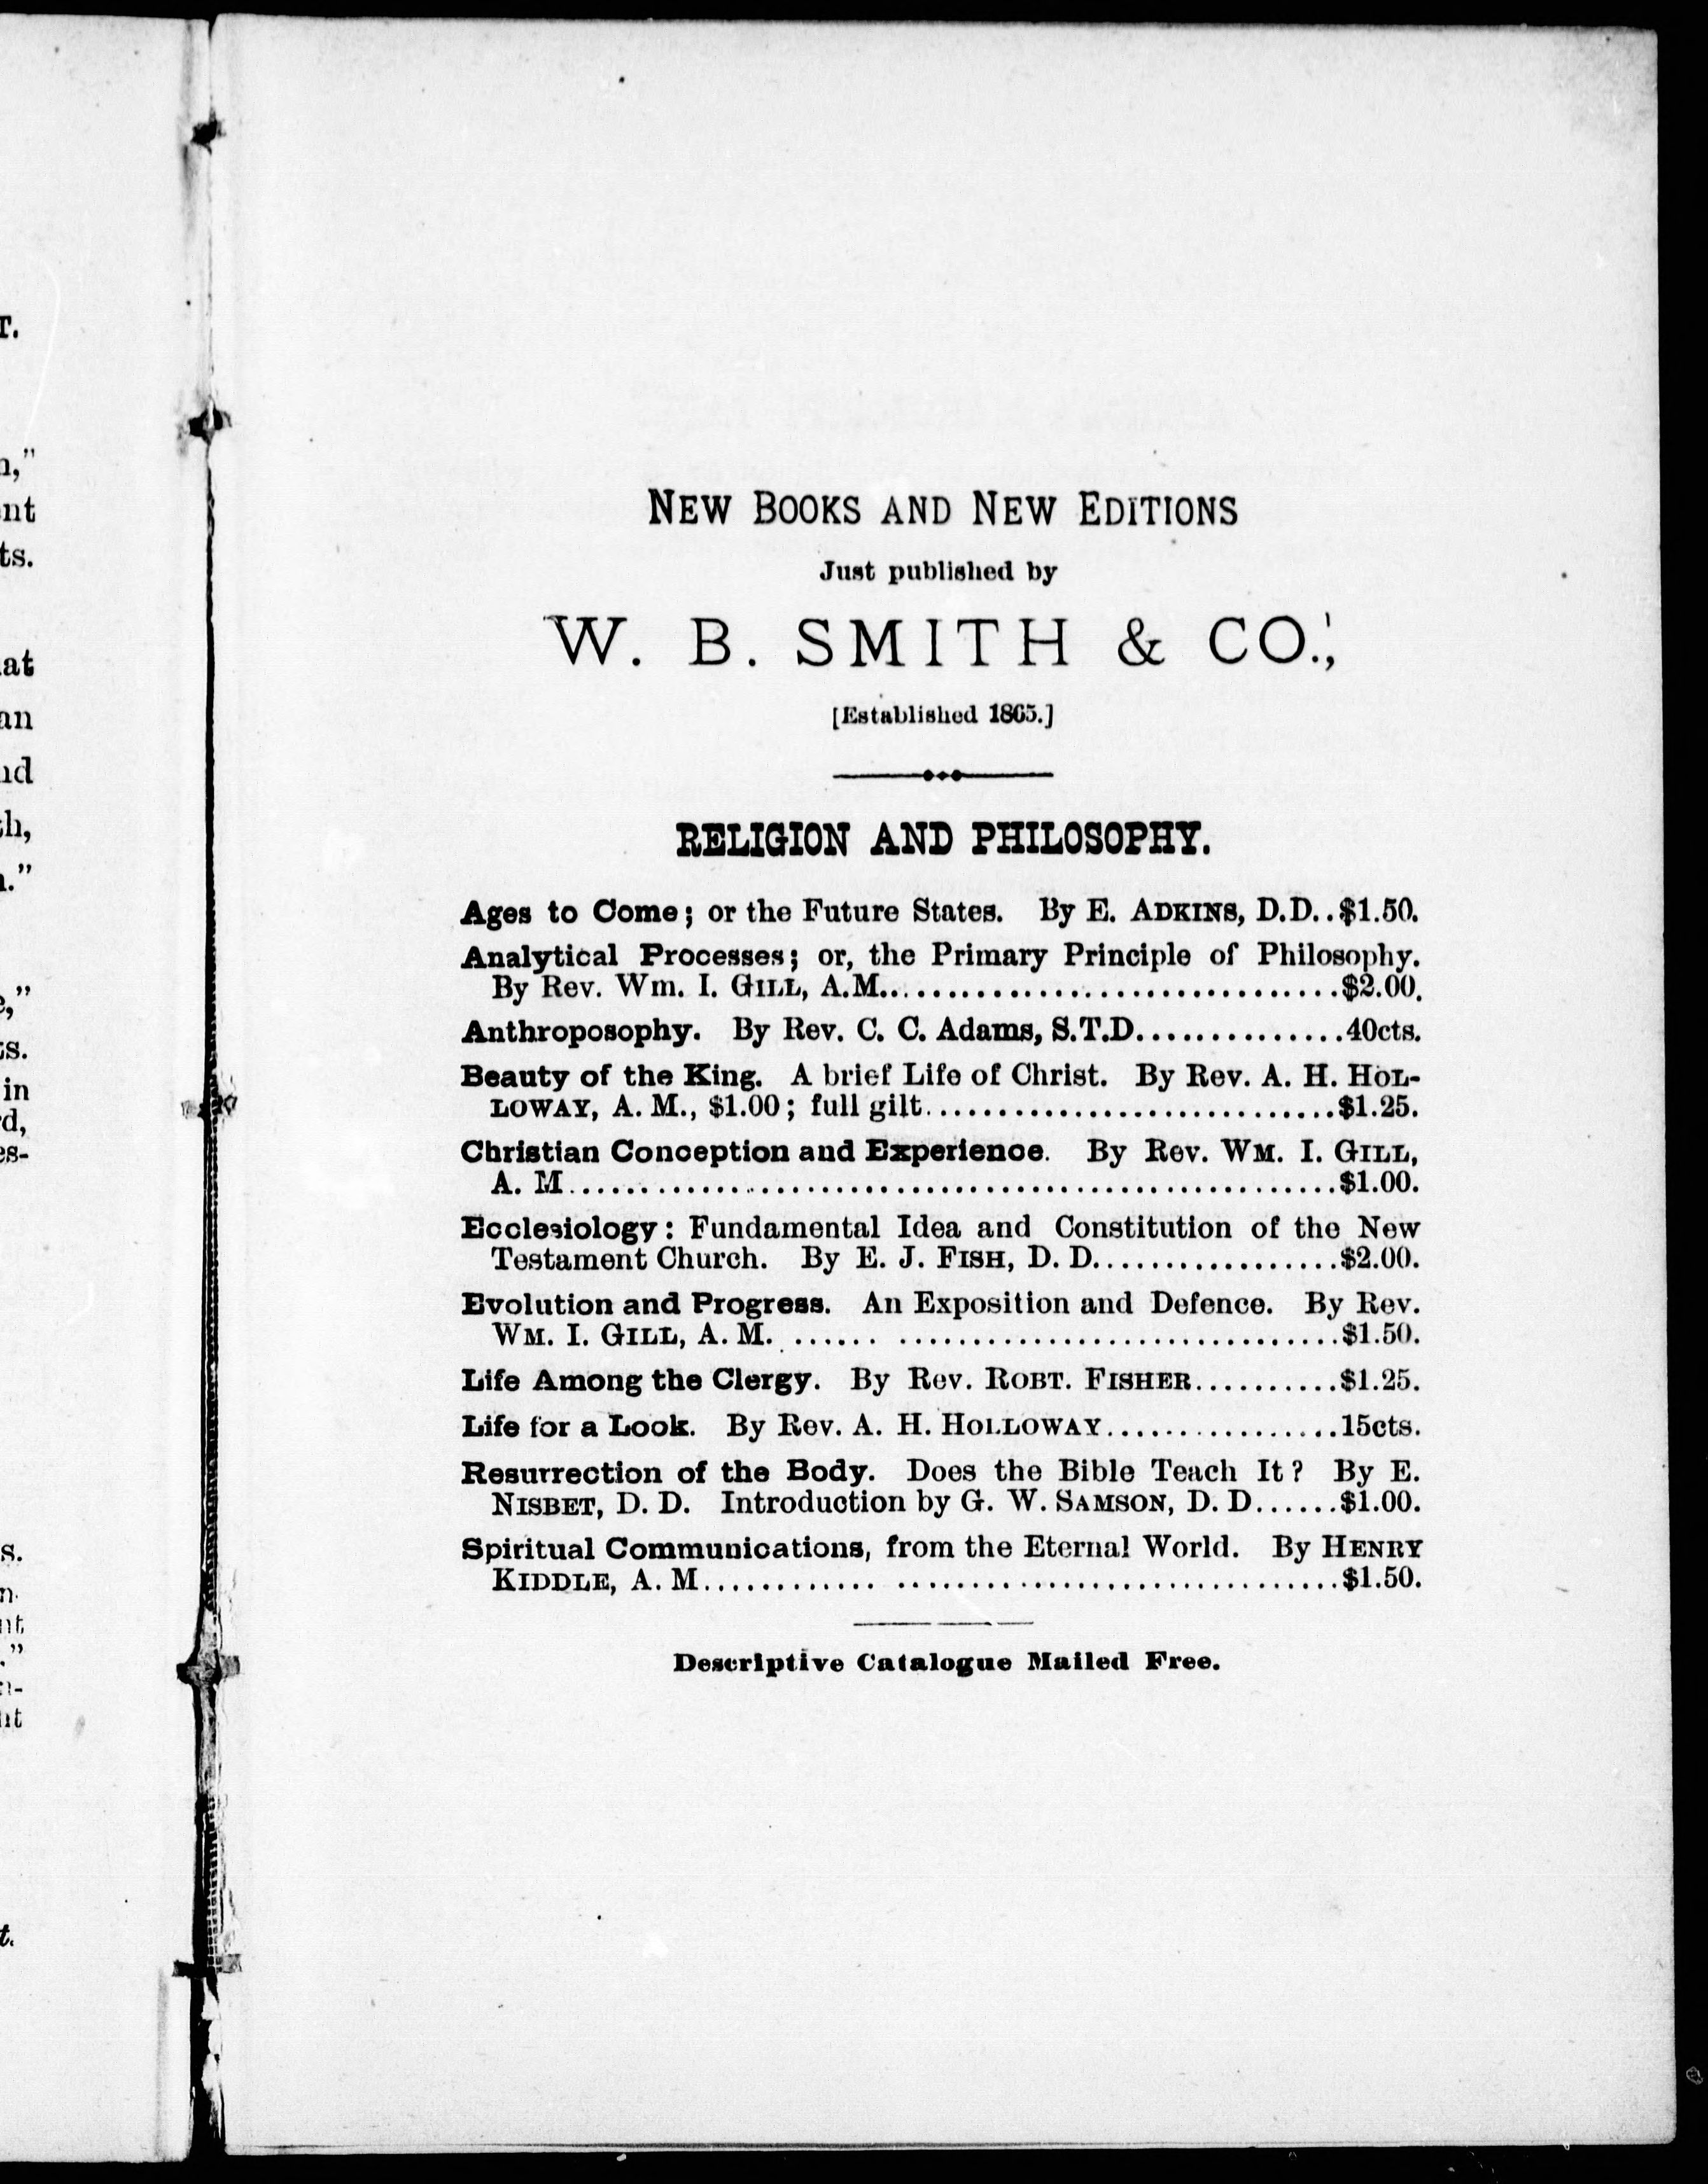 NEW BOOKS AND NEW EDITIONS
Just published by
W. B. SMITH & CO.,
[Established 1865.]
RELIGION AND PHILOSOPHY.
Ages to Come; or the Future States. By E. ADKINS, D.D..$1.50.
Analytical Processes; or, the Primary Principle of Philosophy.
By Rev. Wm. I. GILL, A.M.................................$2.00.
Anthroposophy. By Rev. C. C. Adams, S.T.D..............40cts.
Beauty of the King. A brief Life of Christ. By Rev. A. H. HOL-
LOWAY, A. M., $1.00; full gilt.............................$1.25.
Christian Conception and Experience. By Rev. WM. I. GILL,
A. M......................................................$1.00.
Ecclesiology: Fundamental Idea and Constitution of the New
Testament Church. By E. J. FISH, D. D.................$2.00.
Evolution and Progress. An Exposition and Defence. By Rev.
WM. I. GILL, A. M. ...... ...............................$1.50.
Life Among the Clergy. By Rev. ROBT. FISHER..........$1.25.
Life for a Look. By Rev. A. H. HOLLOWAY................15cts.
Resurrection of the Body. Does the Bible Teach It? By E.
NISBET, D. D. Introduction by G. W. SAMSON, D. D......$1.00.
Spiritual Communications, from the Eternal World. By HENRY
KIDDLE, A. M............ ...............................$1.50.
Descriptive Catalogue Mailed Free.